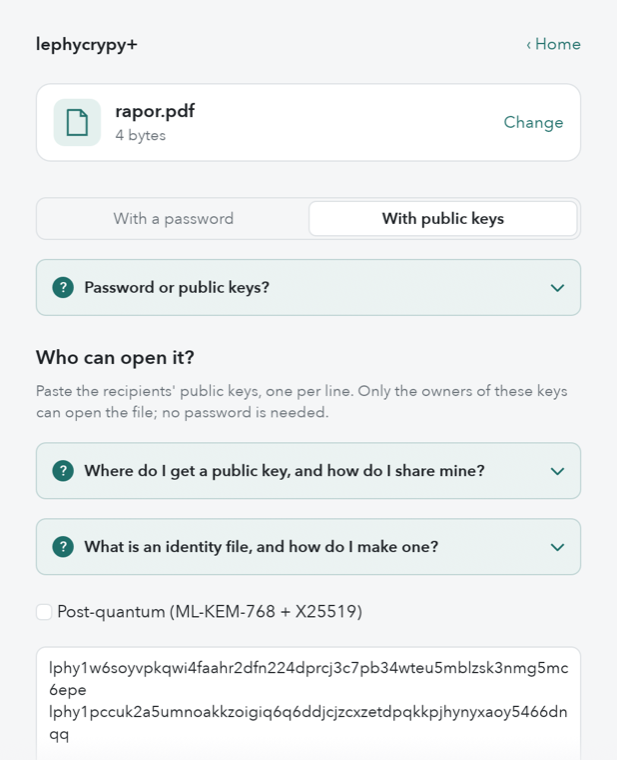 lephycrypy+
‹ Home
rapor.pdf
4 bytes
Change
With a password
With public keys
? Password or public keys?
Who can open it?
Paste the recipients' public keys, one per line. Only the owners of these keys
can open the file; no password is needed.
? Where do I get a public key, and how do I share mine?
? What is an identity file, and how do I make one?
Post-quantum (ML-KEM-768 + X25519)
lphy1w6soyvpkqwi4faahr2dfn224dprcj3c7pb34wteu5mblzsk3nmg5mc
6epe
lphy1pccuk2a5umnoakkzoigiq6q6ddjcjzcxzetdpqkkpjhynyxaoy5466dn
qq